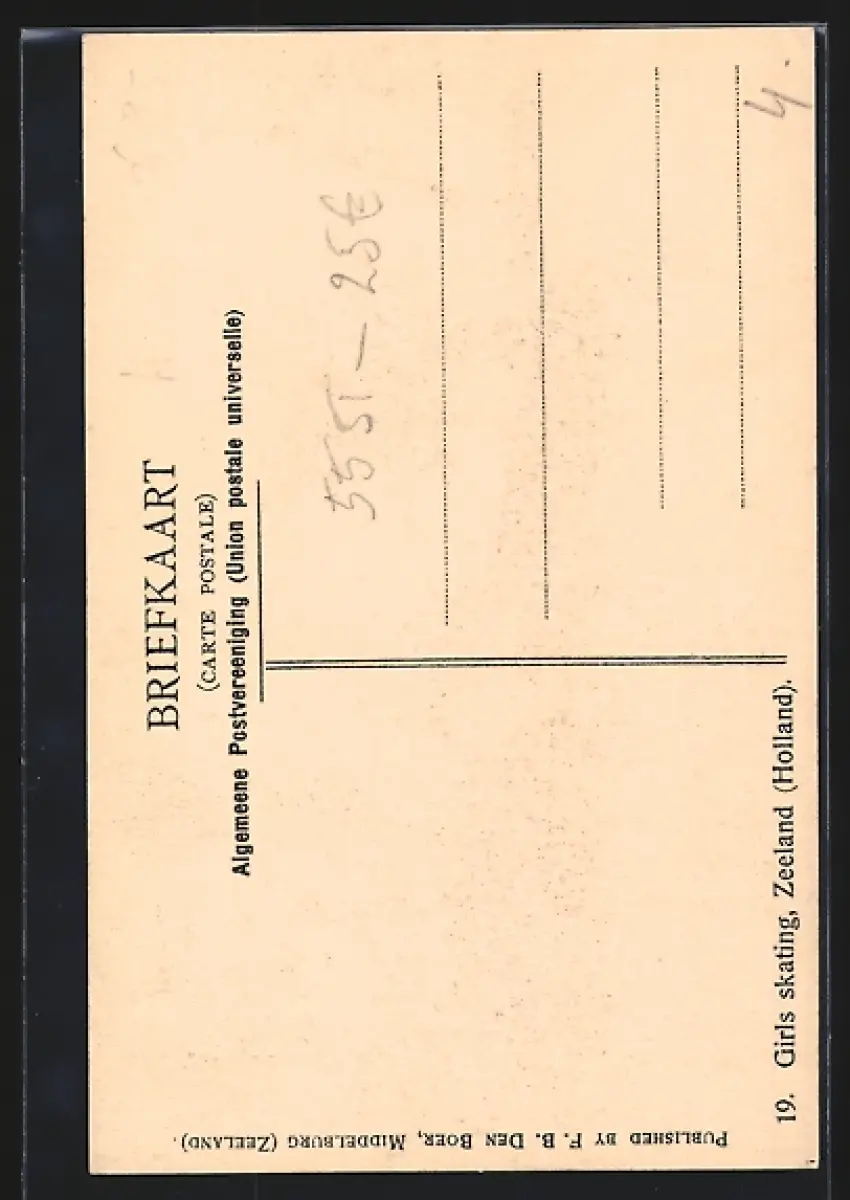 BRIEFKAART
(CARTE POSTALE)
Algemeene Postvereeniging (Union postale universelle)
5551 — 25€
4.
19. Girls skating, Zeeland (Holland).
PUBLISHED BY F. B. DEN BOER, MIDDELBURG (ZEELAND).